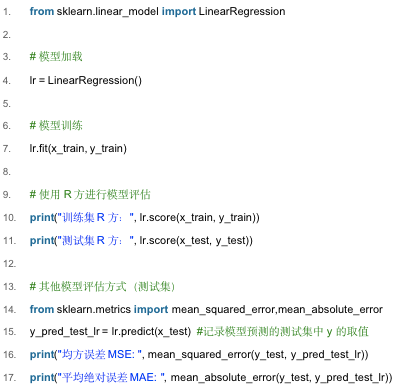 1. from sklearn.linear_model import LinearRegression
2.
3. # 模型加载
4. lr = LinearRegression()
5.
6. # 模型训练
7. lr.fit(x_train, y_train)
8.
9. # 使用 R 方进行模型评估
10. print("训练集 R 方：", lr.score(x_train, y_train))
11. print("测试集 R 方：", lr.score(x_test, y_test))
12.
13. # 其他模型评估方式（测试集）
14. from sklearn.metrics import mean_squared_error,mean_absolute_error
15. y_pred_test_lr = lr.predict(x_test) #记录模型预测的测试集中 y 的取值
16. print("均方误差 MSE: ", mean_squared_error(y_test, y_pred_test_lr))
17. print("平均绝对误差 MAE: ", mean_absolute_error(y_test, y_pred_test_lr))